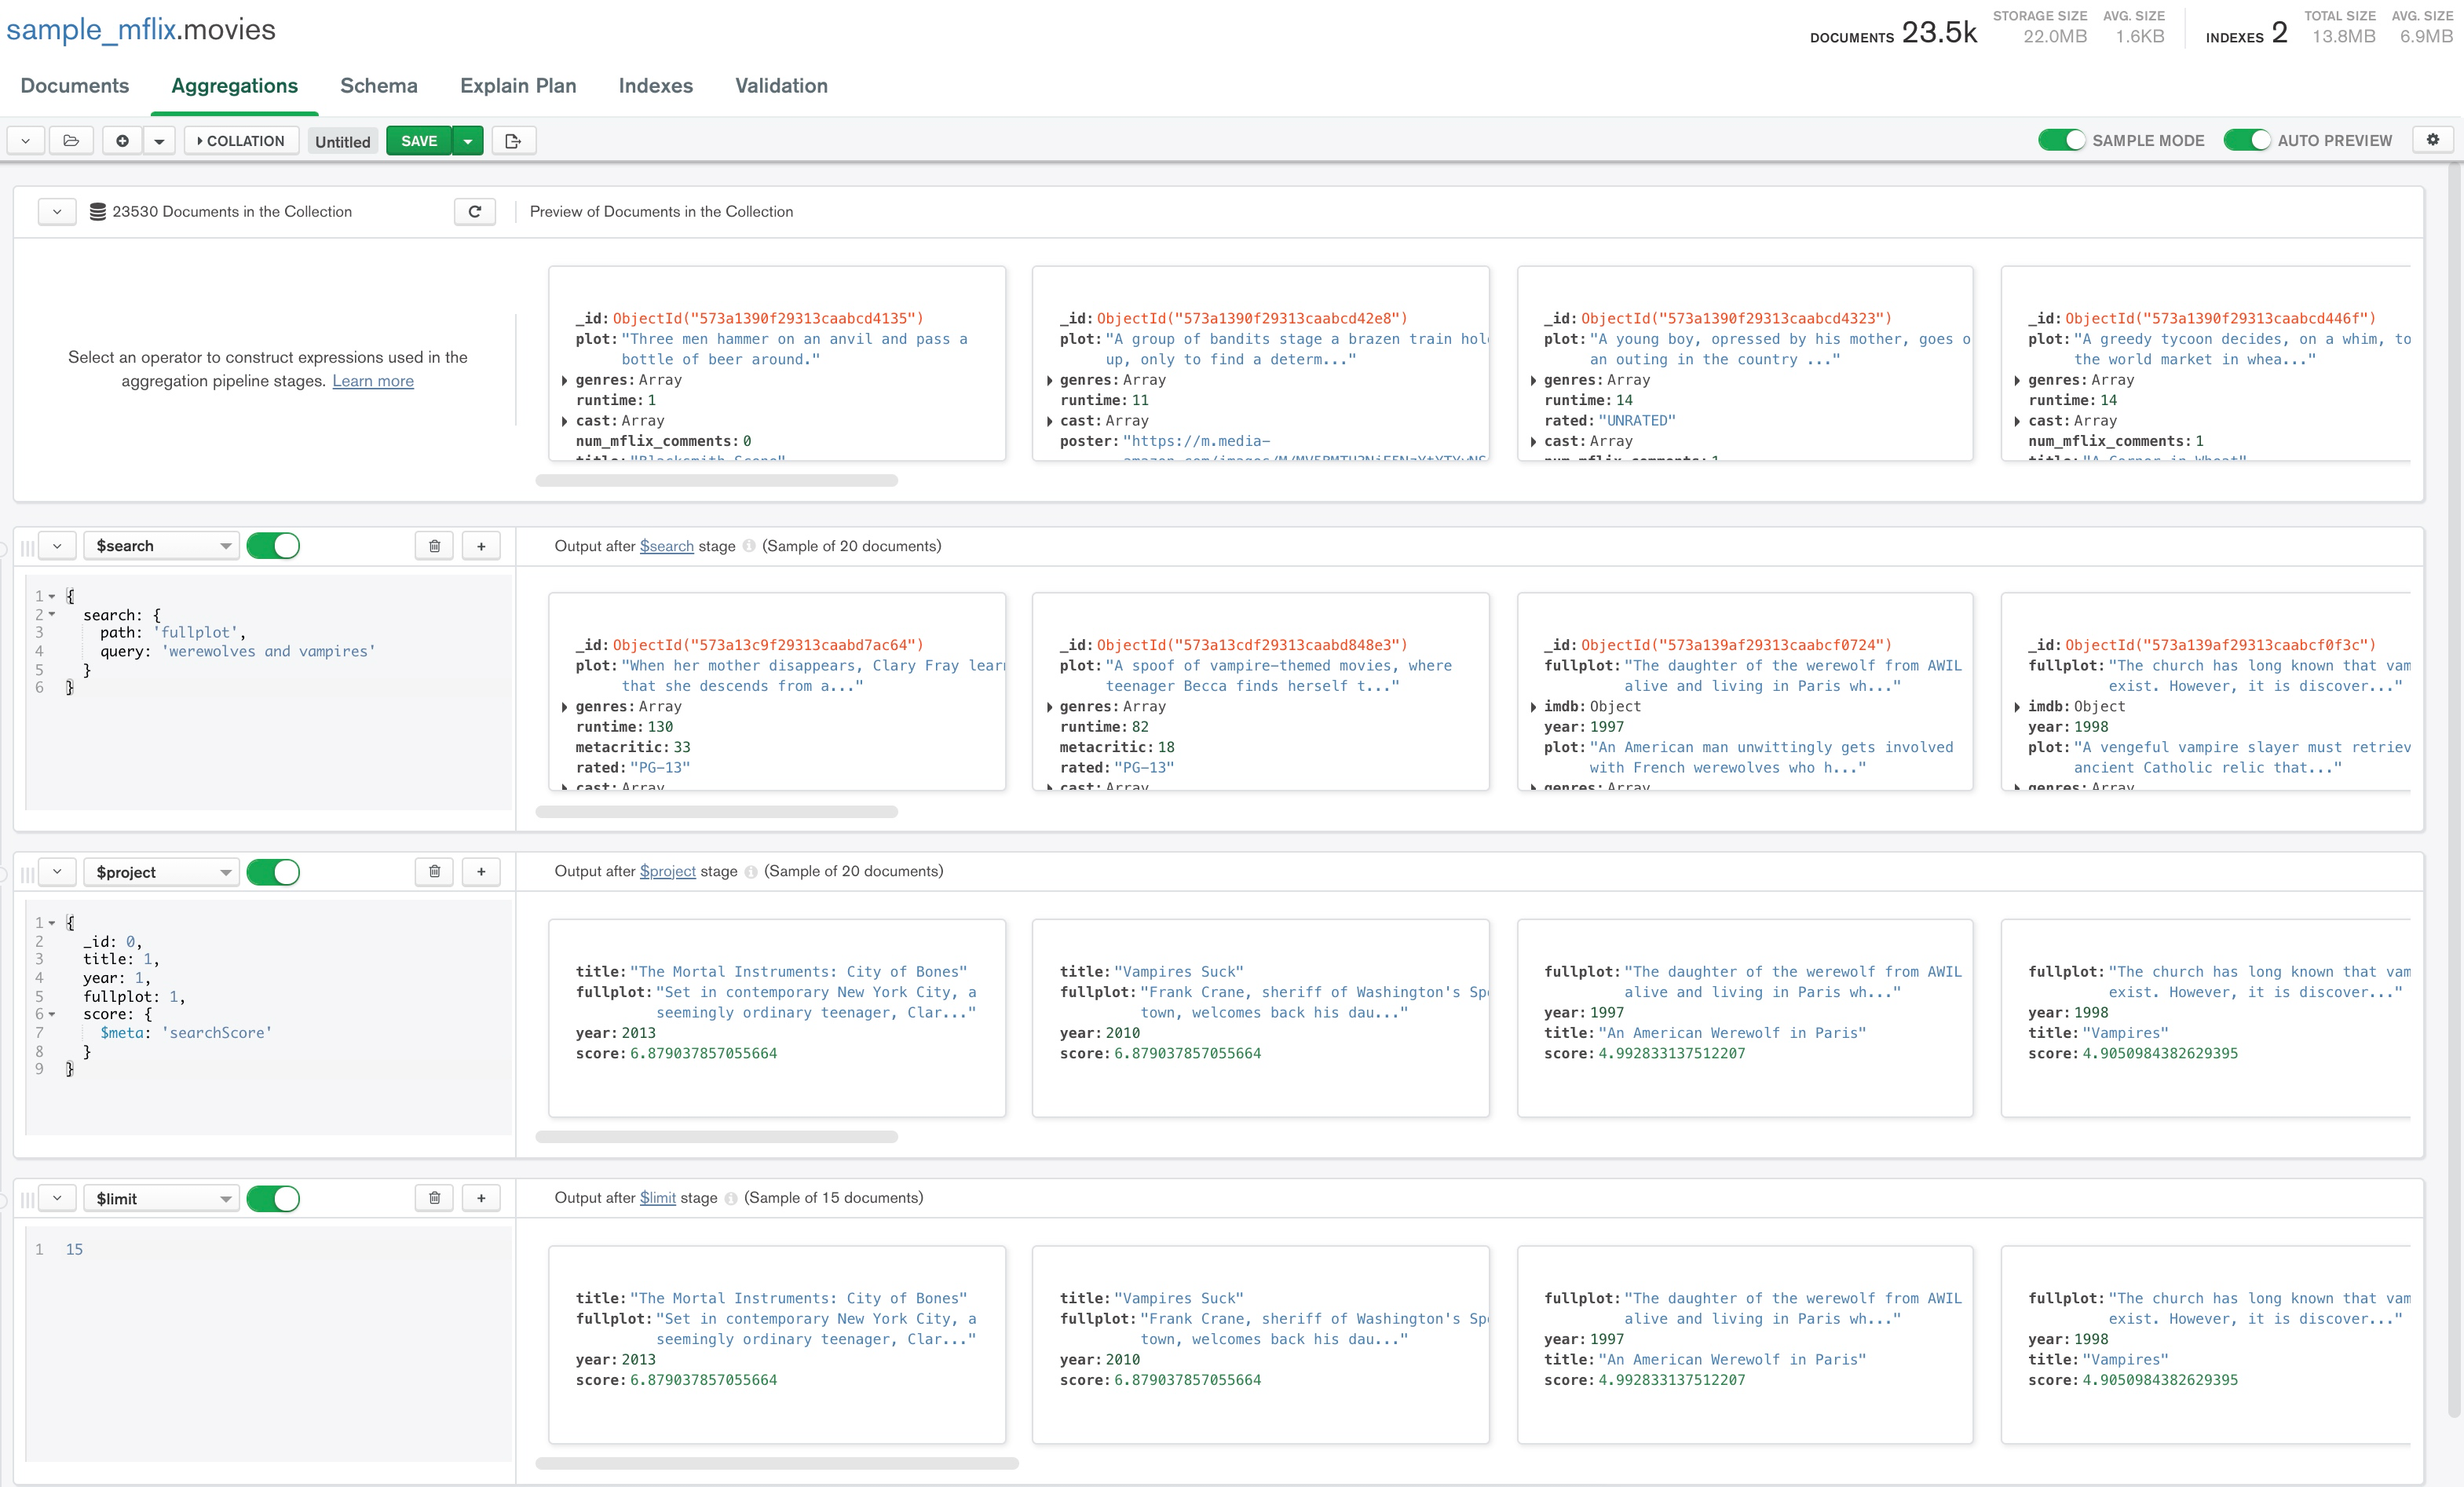 sample_mflix.movies
DOCUMENTS 23.5k STORAGE SIZE 22.0MB AVG. SIZE 1.6KB INDEXES 2 TOTAL SIZE 13.8MB AVG. SIZE 6.9MB
Documents Aggregations Schema Explain Plan Indexes Validation
COLLATION Untitled SAVE SAMPLE MODE AUTO PREVIEW
23530 Documents in the Collection Preview of Documents in the Collection
Select an operator to construct expressions used in the
aggregation pipeline stages. Learn more
_id: ObjectId("573a1390f29313caabcd4135")
plot: "Three men hammer on an anvil and pass a
bottle of beer around."
genres: Array
runtime: 1
cast: Array
num_mflix_comments: 0
title: "Blacksmith Scene"
_id: ObjectId("573a1390f29313caabcd42e8")
plot: "A group of bandits stage a brazen train hol
up, only to find a determ..."
genres: Array
runtime: 11
cast: Array
poster: "https://m.media-
_id: ObjectId("573a1390f29313caabcd4323")
plot: "A young boy, opressed by his mother, goes o
an outing in the country ..."
genres: Array
runtime: 14
rated: "UNRATED"
cast: Array
num_mflix_comments: 1
_id: ObjectId("573a1390f29313caabcd446f")
plot: "A greedy tycoon decides, on a whim, to
the world market in whea..."
genres: Array
runtime: 14
cast: Array
num_mflix_comments: 1
title: "A Corner in Wheat"
$search
Output after $search stage (Sample of 20 documents)
1 {
2 search: {
3 path: 'fullplot',
4 query: 'werewolves and vampires'
5 }
6 }
_id: ObjectId("573a13c9f29313caabd7ac64")
plot: "When her mother disappears, Clary Fray lear
that she descends from a..."
genres: Array
runtime: 130
metacritic: 33
rated: "PG-13"
cast: Array
_id: ObjectId("573a13cdf29313caabd848e3")
plot: "A spoof of vampire-themed movies, where
teenager Becca finds herself t..."
genres: Array
runtime: 82
metacritic: 18
rated: "PG-13"
cast: Array
_id: ObjectId("573a139af29313caabcf0724")
fullplot: "The daughter of the werewolf from AWIL
alive and living in Paris wh..."
imdb: Object
year: 1997
plot: "An American man unwittingly gets involved
with French werewolves who h..."
genres: Array
_id: ObjectId("573a139af29313caabcf0f3c")
fullplot: "The church has long known that vam
exist. However, it is discover..."
imdb: Object
year: 1998
plot: "A vengeful vampire slayer must retriev
ancient Catholic relic that..."
genres: Array
$project
Output after $project stage (Sample of 20 documents)
1 {
2 _id: 0,
3 title: 1,
4 year: 1,
5 fullplot: 1,
6 score: {
7 $meta: 'searchScore'
8 }
9 }
title: "The Mortal Instruments: City of Bones"
fullplot: "Set in contemporary New York City, a
seemingly ordinary teenager, Clar..."
year: 2013
score: 6.879037857055664
title: "Vampires Suck"
fullplot: "Frank Crane, sheriff of Washington's Sp
town, welcomes back his dau..."
year: 2010
score: 6.879037857055664
fullplot: "The daughter of the werewolf from AWIL
alive and living in Paris wh..."
year: 1997
title: "An American Werewolf in Paris"
score: 4.992833137512207
fullplot: "The church has long known that vam
exist. However, it is discover..."
year: 1998
title: "Vampires"
score: 4.9050984382629395
$limit
Output after $limit stage (Sample of 15 documents)
1 15
title: "The Mortal Instruments: City of Bones"
fullplot: "Set in contemporary New York City, a
seemingly ordinary teenager, Clar..."
year: 2013
score: 6.879037857055664
title: "Vampires Suck"
fullplot: "Frank Crane, sheriff of Washington's Sp
town, welcomes back his dau..."
year: 2010
score: 6.879037857055664
fullplot: "The daughter of the werewolf from AWIL
alive and living in Paris wh..."
year: 1997
title: "An American Werewolf in Paris"
score: 4.992833137512207
fullplot: "The church has long known that vam
exist. However, it is discover..."
year: 1998
title: "Vampires"
score: 4.9050984382629395